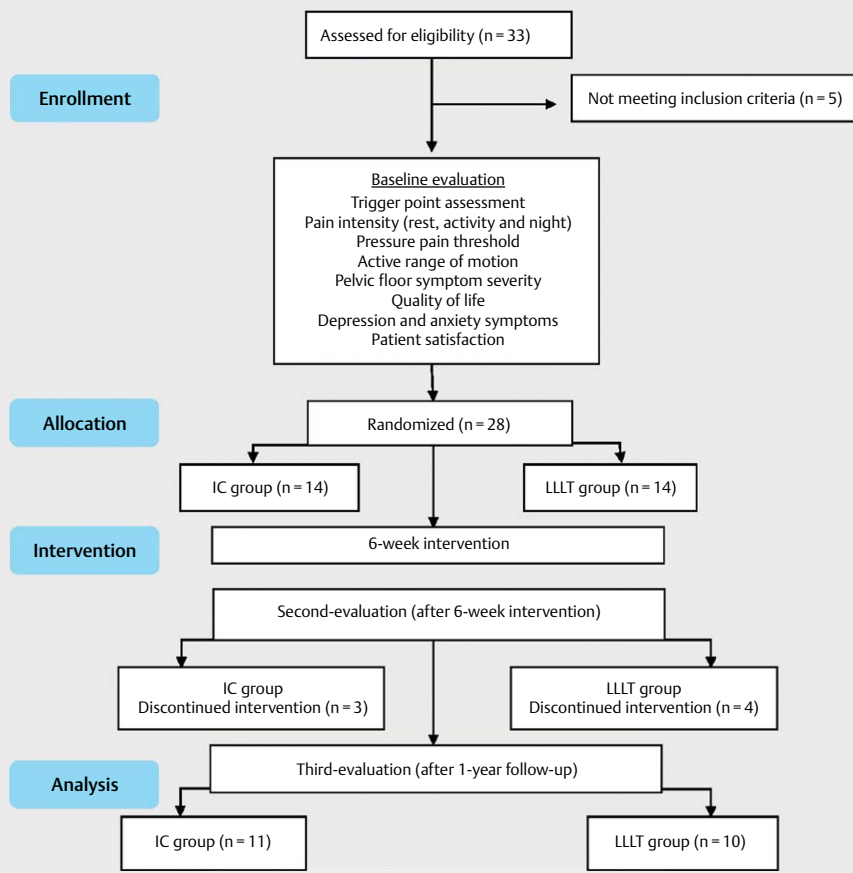 Assessed for eligibility (n = 33)
Enrollment
Not meeting inclusion criteria (n = 5)
Baseline evaluation
Trigger point assessment
Pain intensity (rest, activity and night)
Pressure pain threshold
Active range of motion
Pelvic floor symptom severity
Quality of life
Depression and anxiety symptoms
Patient satisfaction
Allocation
Randomized (n = 28)
IC group (n = 14)
LLLT group (n = 14)
Intervention
6-week intervention
Second-evaluation (after 6-week intervention)
IC group
Discontinued intervention (n = 3)
LLLT group
Discontinued intervention (n = 4)
Third-evaluation (after 1-year follow-up)
Analysis
IC group (n = 11)
LLLT group (n = 10)